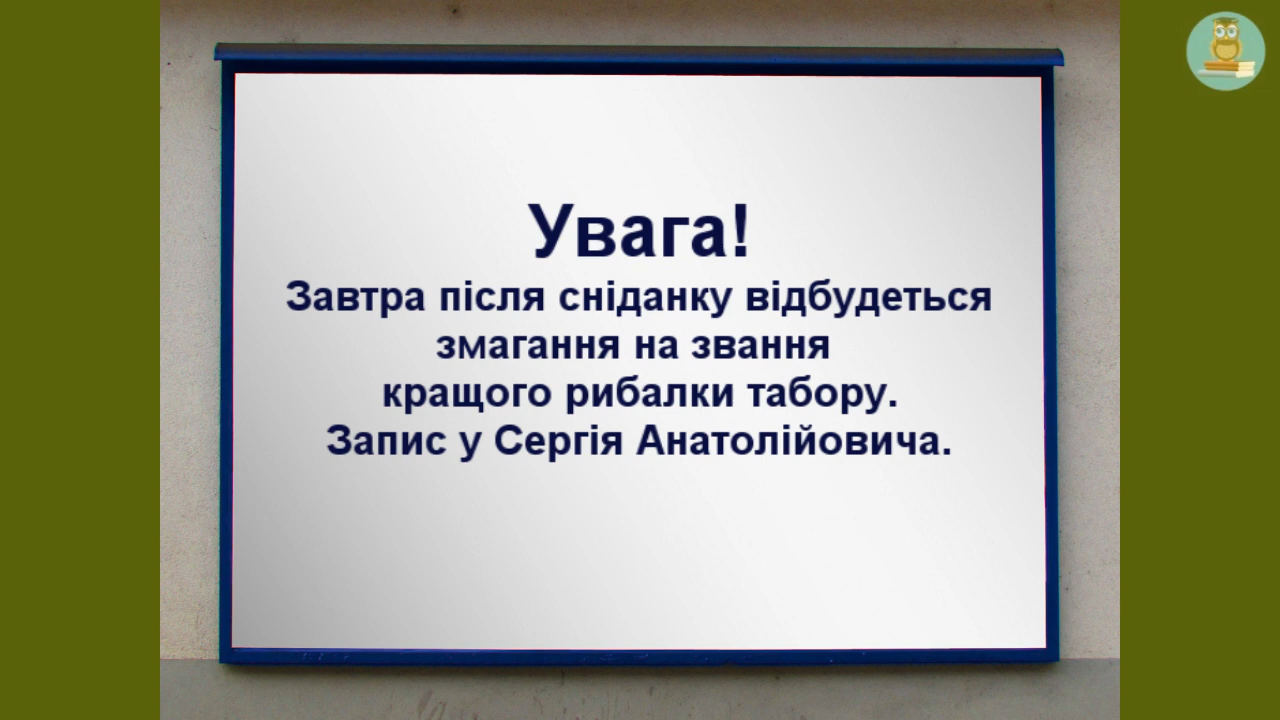 Увага!
Завтра після сніданку відбудеться
змагання на звання
кращого рибалки табору.
Запис у Сергія Анатолійовича.